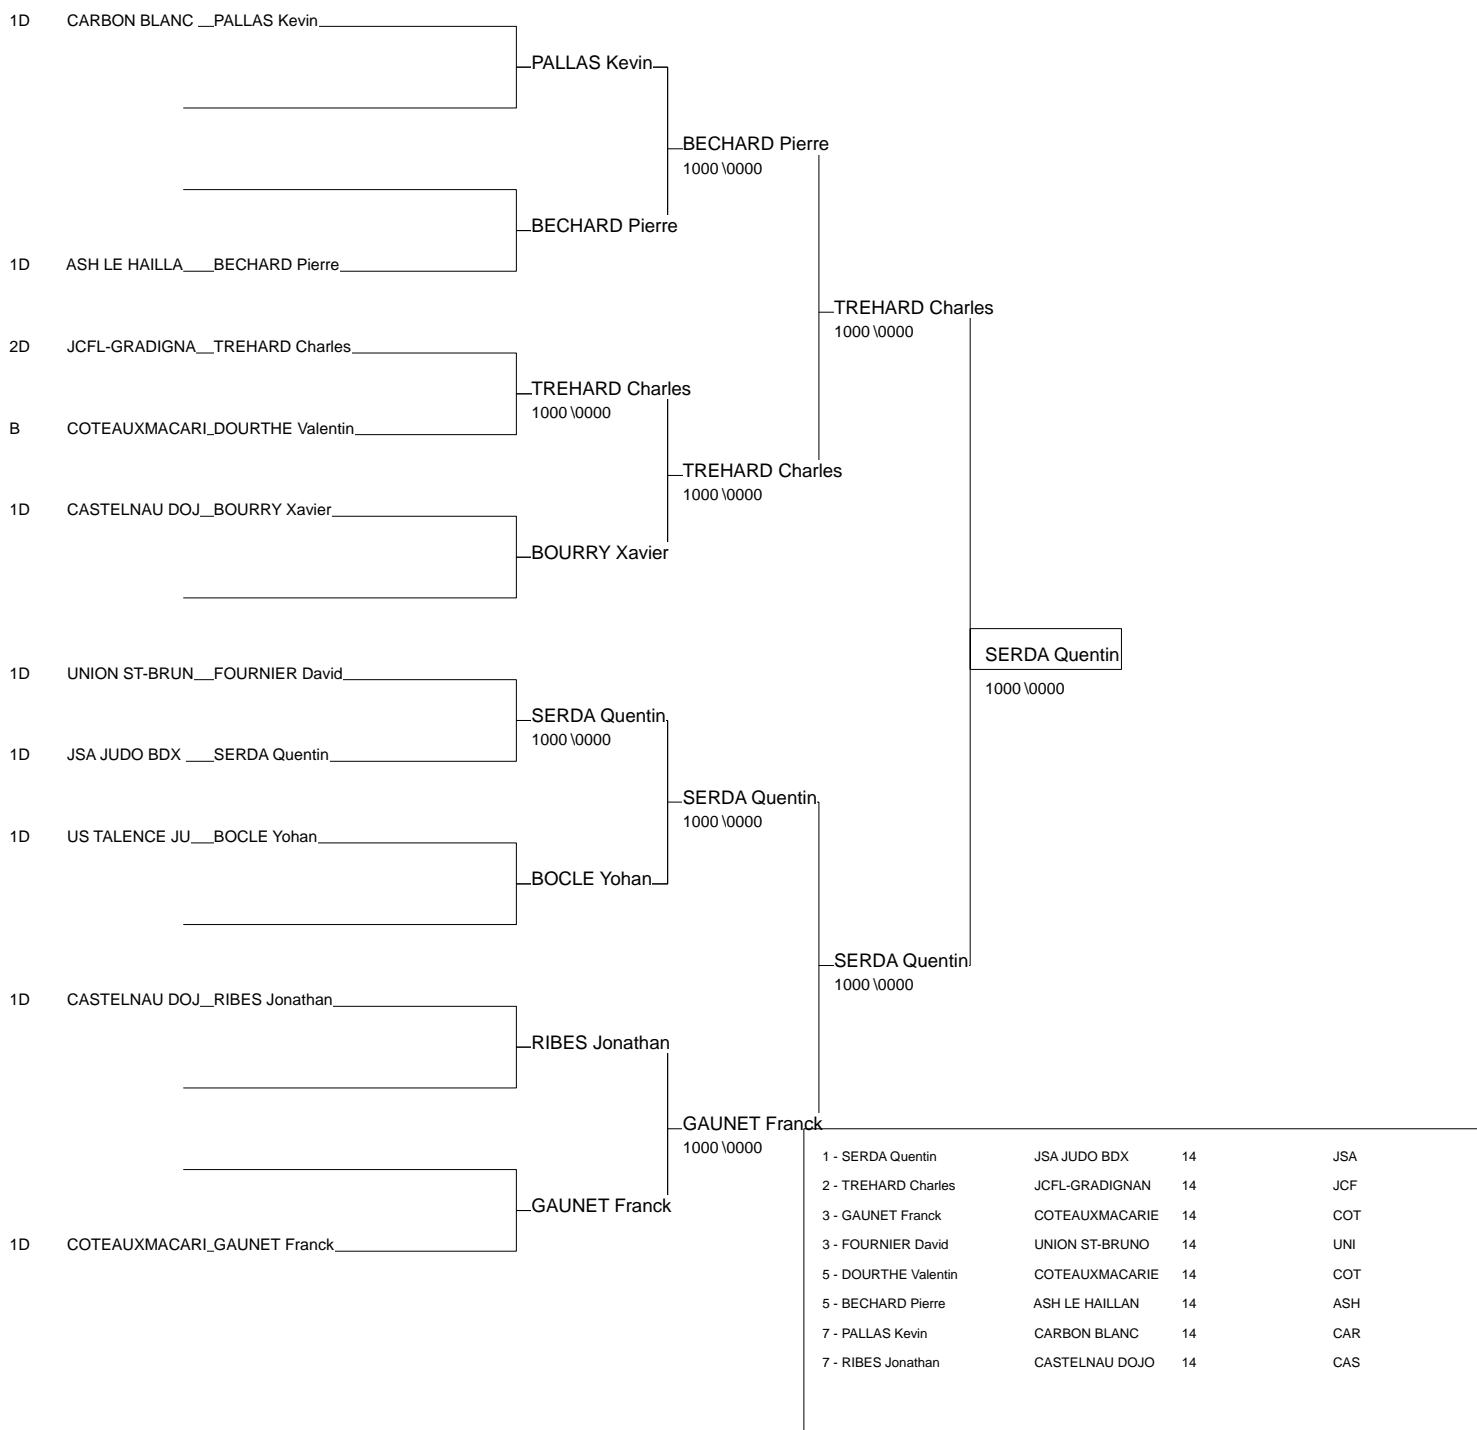 1D CARBON BLANC PALLAS Kevin
PALLAS Kevin
BECHARD Pierre
1000 \0000
BECHARD Pierre
1D ASH LE HAILLA BECHARD Pierre
TREHARD Charles
1000 \0000
2D JCFL-GRADIGNA TREHARD Charles
TREHARD Charles
1000 \0000
B COTEAUXMACARI DOURTHE Valentin
TREHARD Charles
1000 \0000
1D CASTELNAU DOJ BOURRY Xavier
BOURRY Xavier
SERDA Quentin
1000 \0000
1D UNION ST-BRUN FOURNIER David
SERDA Quentin
1000 \0000
1D JSA JUDO BDX SERDA Quentin
SERDA Quentin
1000 \0000
1D US TALENCE JU BOCLE Yohan
BOCLE Yohan
SERDA Quentin
1000 \0000
1D CASTELNAU DOJ RIBES Jonathan
RIBES Jonathan
GAUNET Franck
1000 \0000
GAUNET Franck
1D COTEAUXMACARI GAUNET Franck
1 - SERDA Quentin JSA JUDO BDX 14 JSA
2 - TREHARD Charles JCFL-GRADIGNAN 14 JCF
3 - GAUNET Franck COTEAUXMACARIE 14 COT
3 - FOURNIER David UNION ST-BRUNO 14 UNI
5 - DOURTHE Valentin COTEAUXMACARIE 14 COT
5 - BECHARD Pierre ASH LE HAILLAN 14 ASH
7 - PALLAS Kevin CARBON BLANC 14 CAR
7 - RIBES Jonathan CASTELNAU DOJO 14 CAS